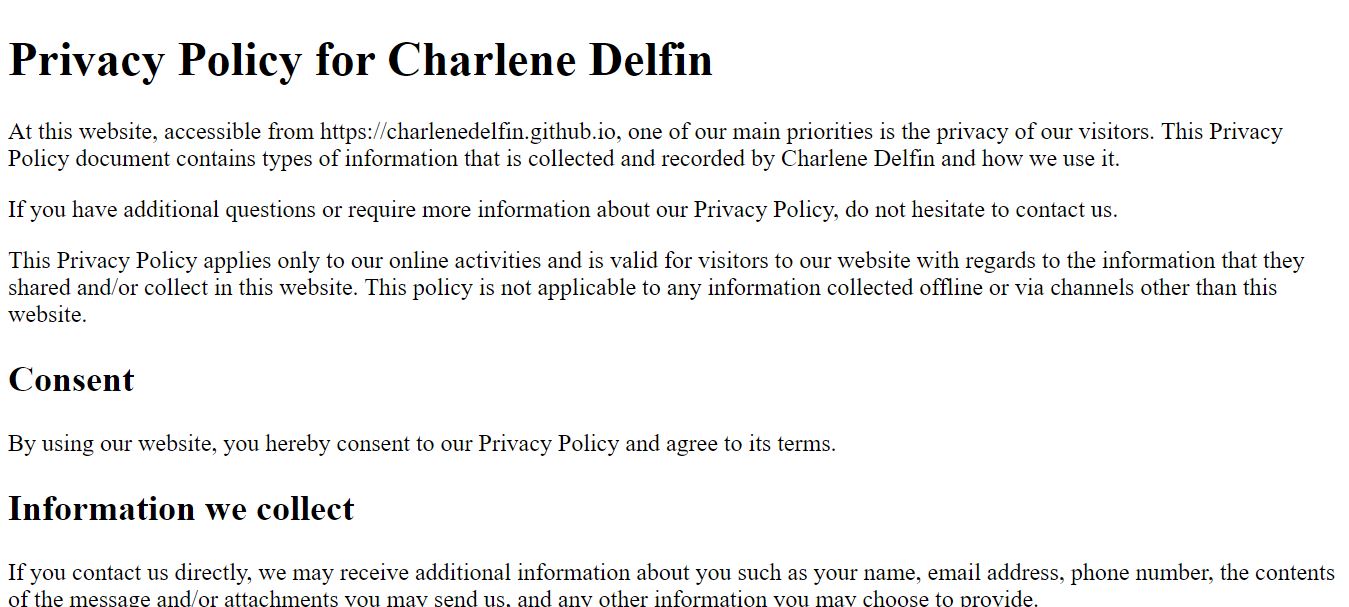 Privacy Policy for Charlene Delfin
At this website, accessible from https://charlenedelfin.github.io, one of our main priorities is the privacy of our visitors. This Privacy
Policy document contains types of information that is collected and recorded by Charlene Delfin and how we use it.
If you have additional questions or require more information about our Privacy Policy, do not hesitate to contact us.
This Privacy Policy applies only to our online activities and is valid for visitors to our website with regards to the information that they
shared and/or collect in this website. This policy is not applicable to any information collected offline or via channels other than this
website.
Consent
By using our website, you hereby consent to our Privacy Policy and agree to its terms.
Information we collect
If you contact us directly, we may receive additional information about you such as your name, email address, phone number, the contents
of the message and/or attachments you may send us, and any other information you may choose to provide.